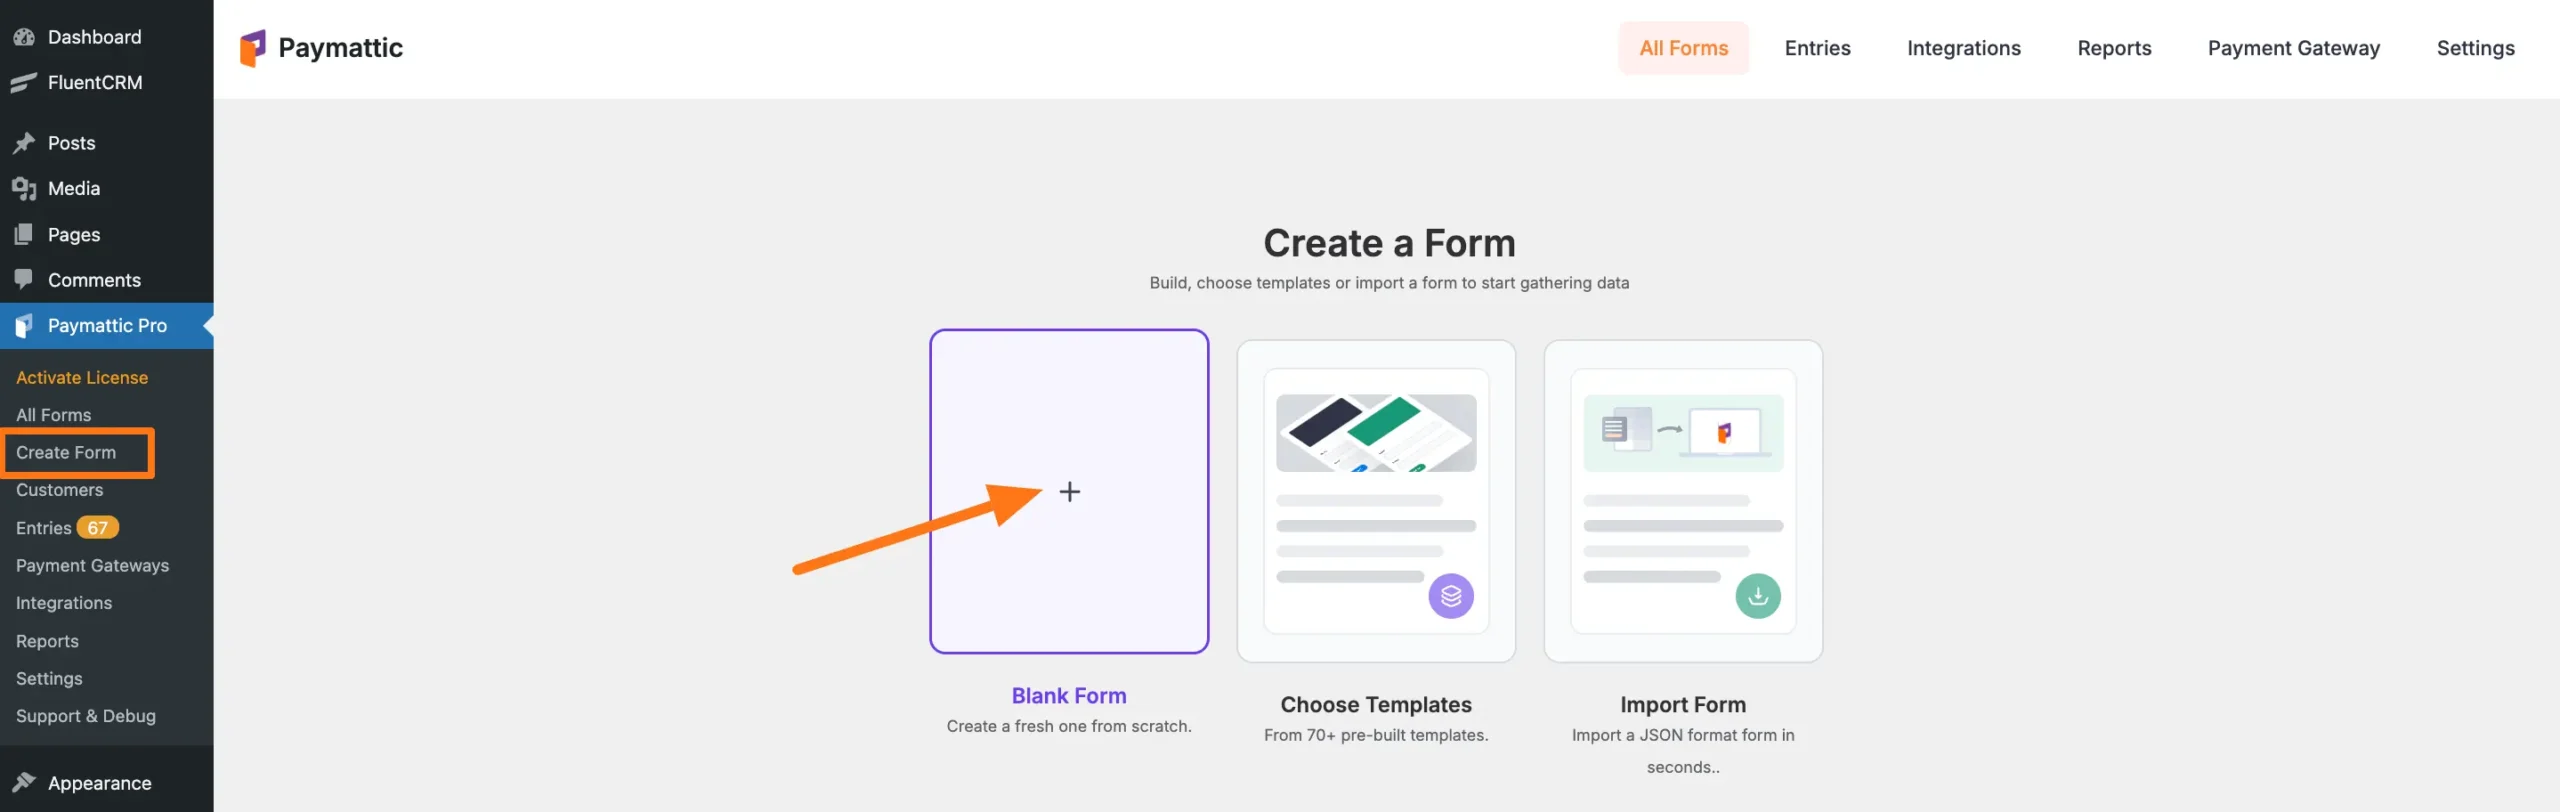 Dashboard
FluentCRM
Posts
Media
Pages
Comments
Paymattic Pro
Activate License
All Forms
Create Form
Customers
Entries 67
Payment Gateways
Integrations
Reports
Settings
Support & Debug
Appearance
Paymattic
All Forms
Entries
Integrations
Reports
Payment Gateway
Settings
Create a Form
Build, choose templates or import a form to start gathering data
Blank Form
Create a fresh one from scratch.
Choose Templates
From 70+ pre-built templates.
Import Form
Import a JSON format form in
seconds..